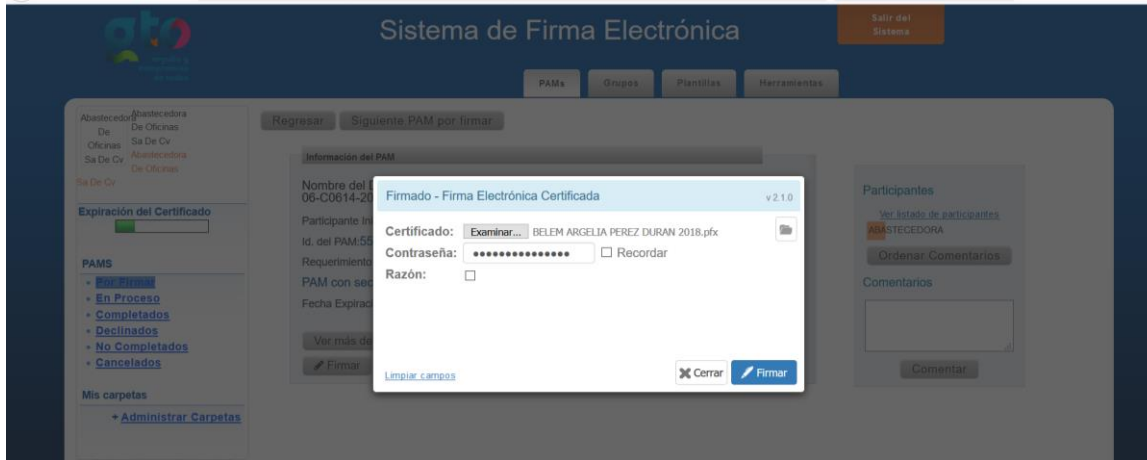 gto
Sistema de Firma Electrónica
Salir del
Sistema
PAMs
Grupos
Plantillas
Herramientas
Abastecedora
De
Oficinas
Sa De Cv
Abastecedora
De Oficinas
Sa De Cv
Abastecedora
De Oficinas
Sa De Cv
Expiración del Certificado
PAMS
Por Firmar
En Proceso
Completados
Declinados
No Completados
Cancelados
Mis carpetas
+ Administrar Carpetas
Regresar
Siguiente PAM por firmar
Información del PAM
Nombre del
06-C0614-20
Participante
Id. del PAM:55
Requerimiento
PAM con sec
Fecha Expirac
Ver más de
Firmar
Firmado - Firma Electrónica Certificada
v 2.1.0
Certificado: Examinar... BELEM ARGELIA PEREZ DURAN 2018.pfx
Contraseña: ●●●●●●●●●●●●●●● Recordar
Razón:
Limpiar campos
Cerrar
Firmar
Participantes
Ver listado de participantes
ABASTECEDORA
Ordenar Comentarios
Comentarios
Comentar